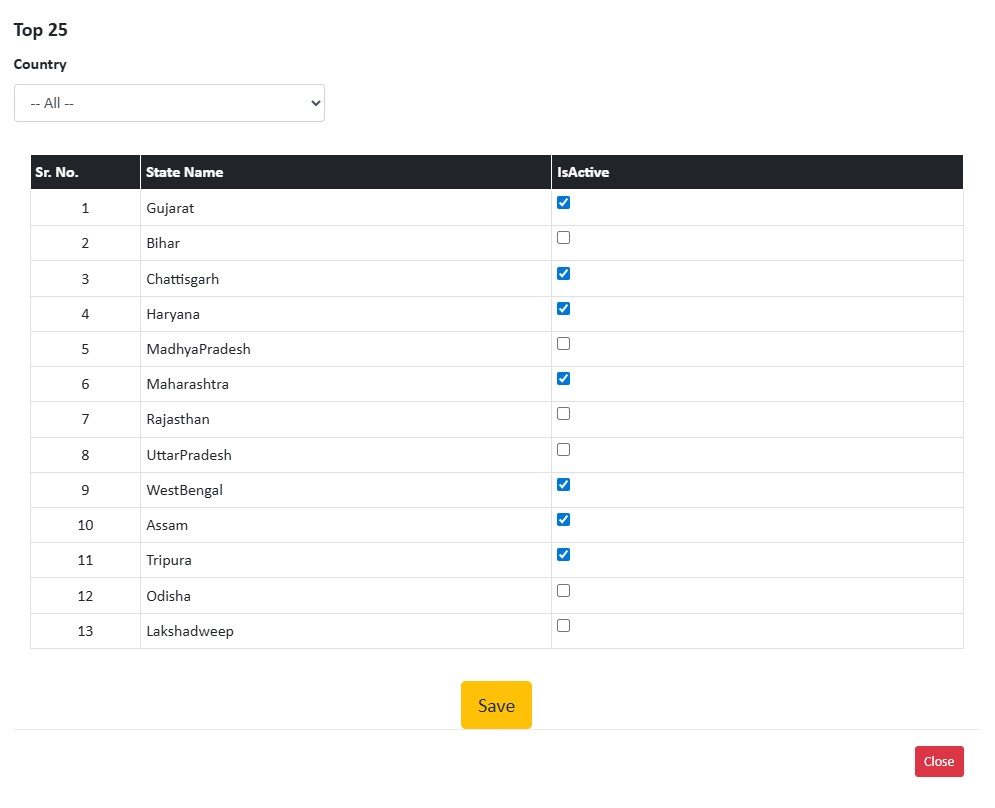 Top 25
Country
-- All --
Sr. No. State Name IsActive
1 Gujarat
2 Bihar
3 Chattisgarh
4 Haryana
5 MadhyaPradesh
6 Maharashtra
7 Rajasthan
8 UttarPradesh
9 WestBengal
10 Assam
11 Tripura
12 Odisha
13 Lakshadweep
Save
Close